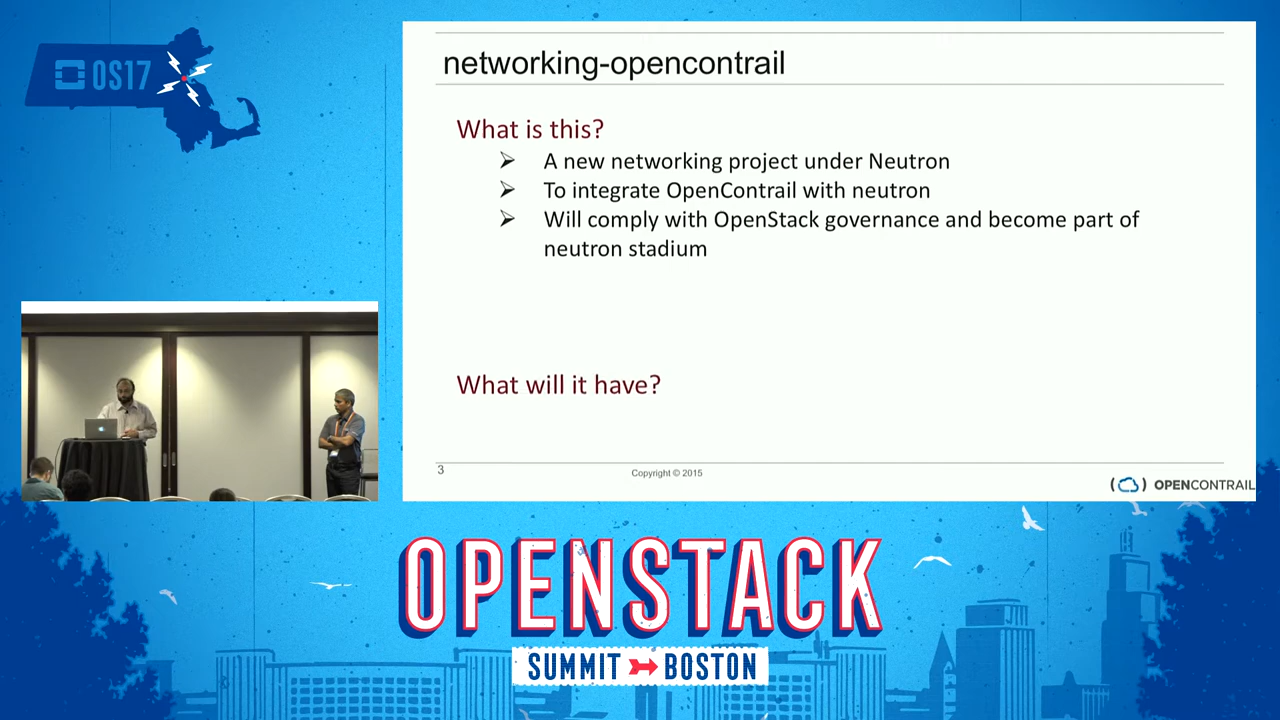 OS17
networking-opencontrail
What is this?
A new networking project under Neutron
To integrate OpenContrail with neutron
Will comply with OpenStack governance and become part of
neutron stadium
What will it have?
3
Copyright © 2015
OPENCONTRAIL
OPENSTACK
SUMMIT BOSTON